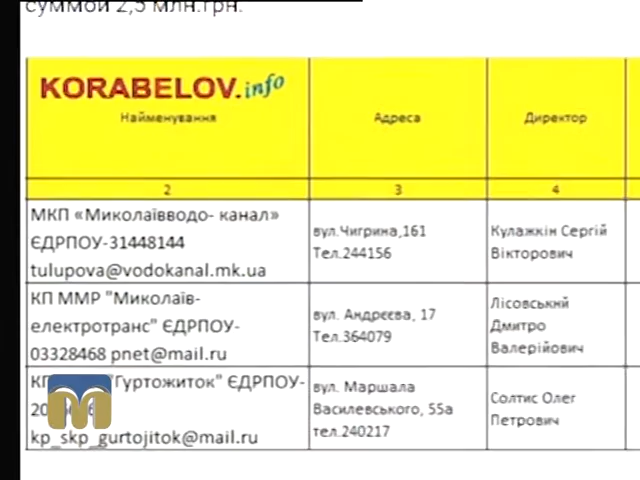 суммой 2,5 млн.грн.
KORABELOV.info
Найменування
Адреса
Директор
2
3
4
МКП «Миколаївводо- канал»
ЄДРПОУ-31448144
tulupova@vodokanal.mk.ua
вул.Чигрина,161
Тел.244156
Кулажкін Сергій
Вікторович
КП ММР "Миколаїв-
електротранс" ЄДРПОУ-
03328468 pnet@mail.ru
вул. Андрєєва, 17
Тел.364079
Лісовський
Дмитро
Валерійович
"Гуртожиток" ЄДРПОУ-
kp_skp_gurtojitok@mail.ru
вул. Маршала
Василевського, 55а
тел.240217
Солтис Олег
Петрович